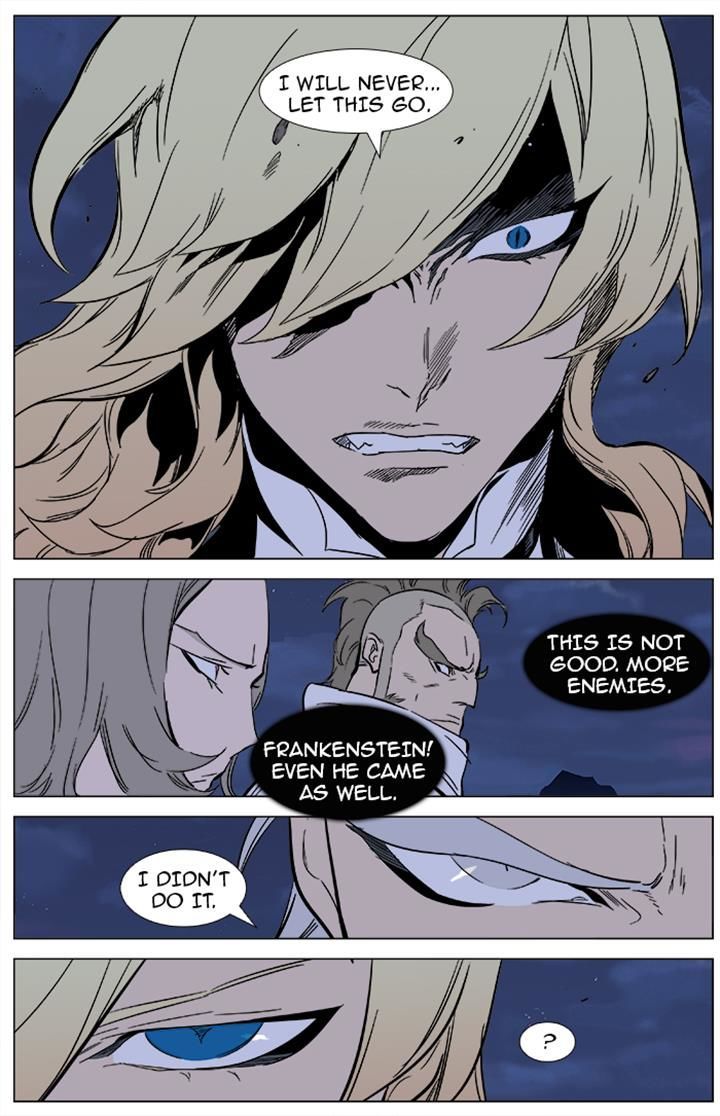 I WILL NEVER...
LET THIS GO.
THIS IS NOT
GOOD. MORE
ENEMIES.
FRANKENSTEIN!
EVEN HE CAME
AS WELL.
I DIDN'T
DO IT.
?